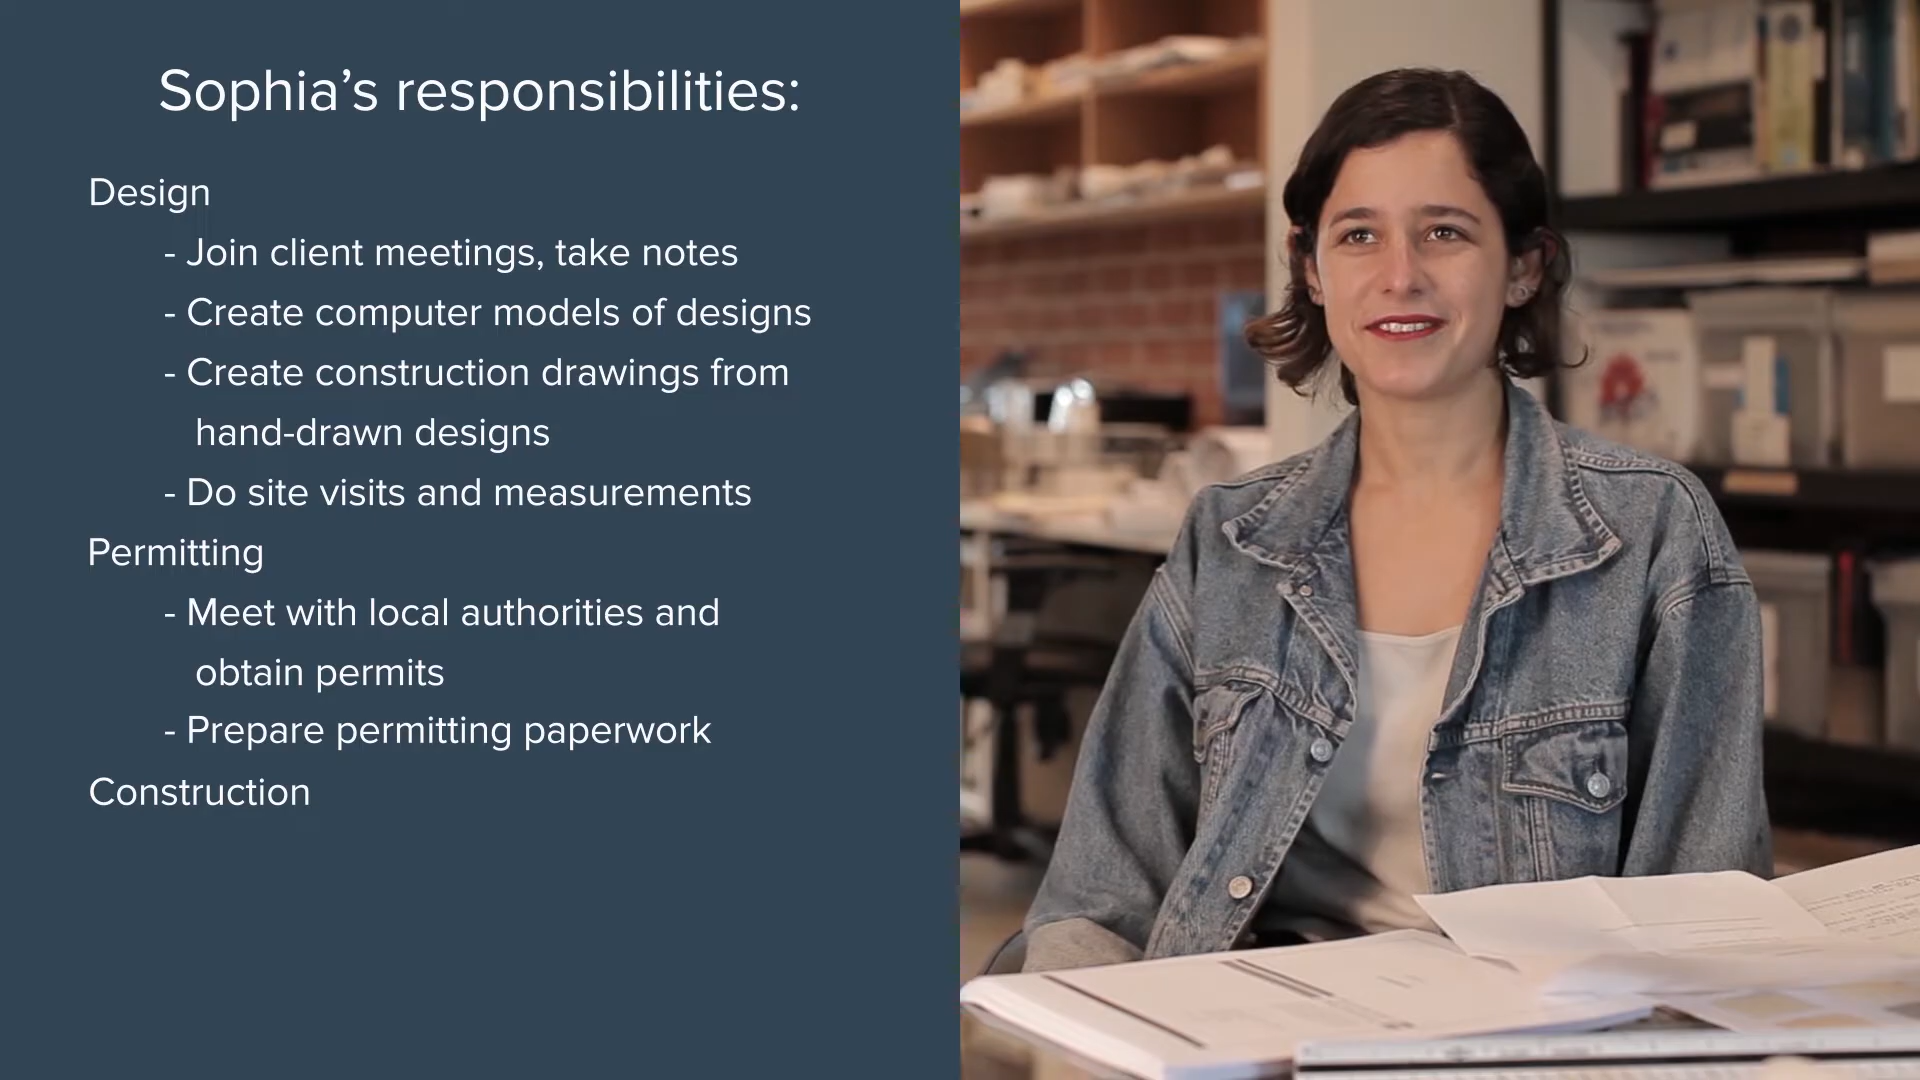 Sophia’s responsibilities:
Design
- Join client meetings, take notes
- Create computer models of designs
- Create construction drawings from
hand-drawn designs
- Do site visits and measurements
Permitting
- Meet with local authorities and
obtain permits
- Prepare permitting paperwork
Construction